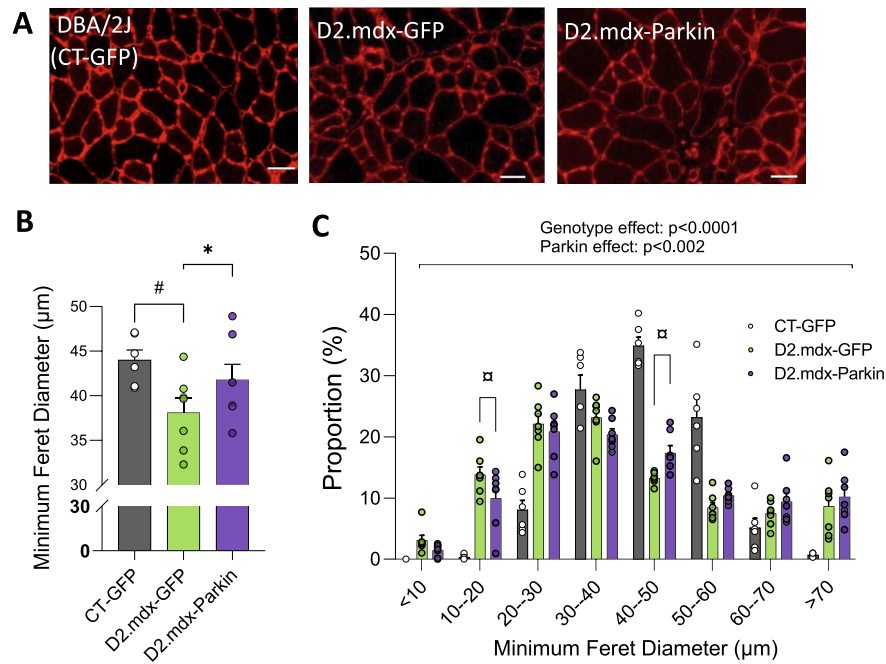 A
DBA/2J
(CT-GFP)
D2.mdx-GFP
D2.mdx-Parkin
B
*
#
Minimum Feret Diameter (µm)
50
45
40
35
30
30
0
CT-GFP
D2.mdx-GFP
D2.mdx-Parkin
C
Genotype effect: p<0.0001
Parkin effect: p<0.002
Proportion (%)
50
40
30
20
10
0
¤
¤
CT-GFP
D2.mdx-GFP
D2.mdx-Parkin
<10
10--20
20--30
30--40
40--50
50--60
60--70
>70
Minimum Feret Diameter (µm)